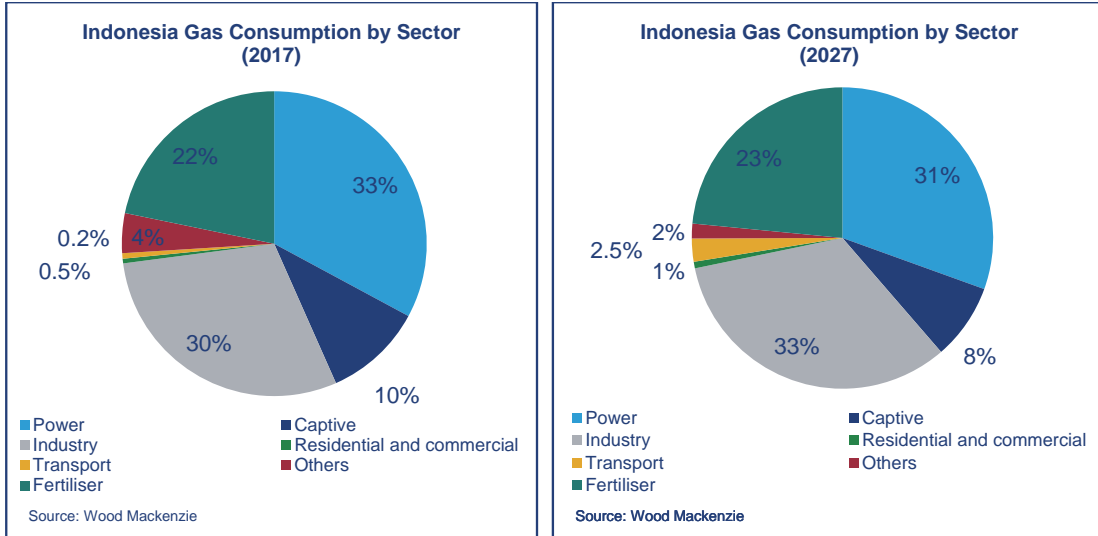 Indonesia Gas Consumption by Sector
(2017)
22%
33%
0.2%
4%
0.5%
30%
10%
Power
Captive
Industry
Residential and commercial
Transport
Others
Fertiliser
Source: Wood Mackenzie
Indonesia Gas Consumption by Sector
(2027)
23%
31%
2%
2.5%
1%
33%
8%
Power
Captive
Industry
Residential and commercial
Transport
Others
Fertiliser
Source: Wood Mackenzie